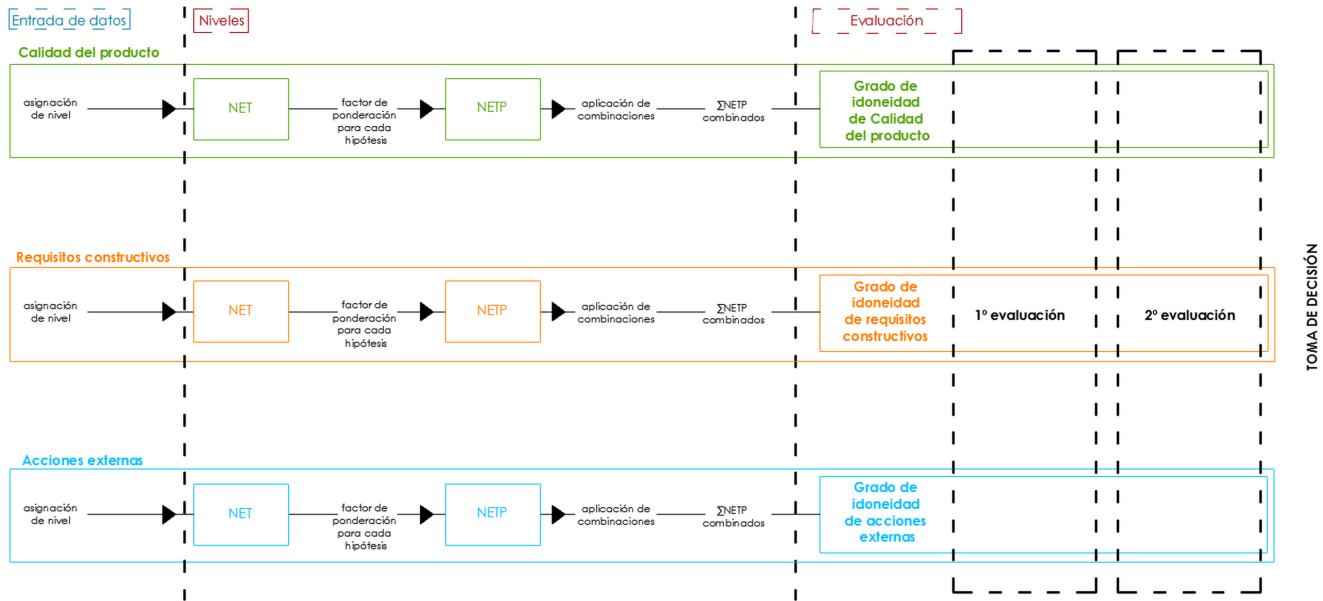 Entrada de datos
Niveles
Evaluación
Calidad del producto
asignación
de nivel
NET
factor de
ponderación
para cada
hipótesis
NETP
aplicación de
combinaciones
∑NETP
combinados
Grado de
idoneidad
de Calidad
del producto
Requisitos constructivos
asignación
de nivel
NET
factor de
ponderación
para cada
hipótesis
NETP
aplicación de
combinaciones
∑NETP
combinados
Grado de
idoneidad
de requisitos
constructivos
1º evaluación
2º evaluación
TOMA DE DECISIÓN
Acciones externas
asignación
de nivel
NET
factor de
ponderación
para cada
hipótesis
NETP
aplicación de
combinaciones
∑NETP
combinados
Grado de
idoneidad
de acciones
externas